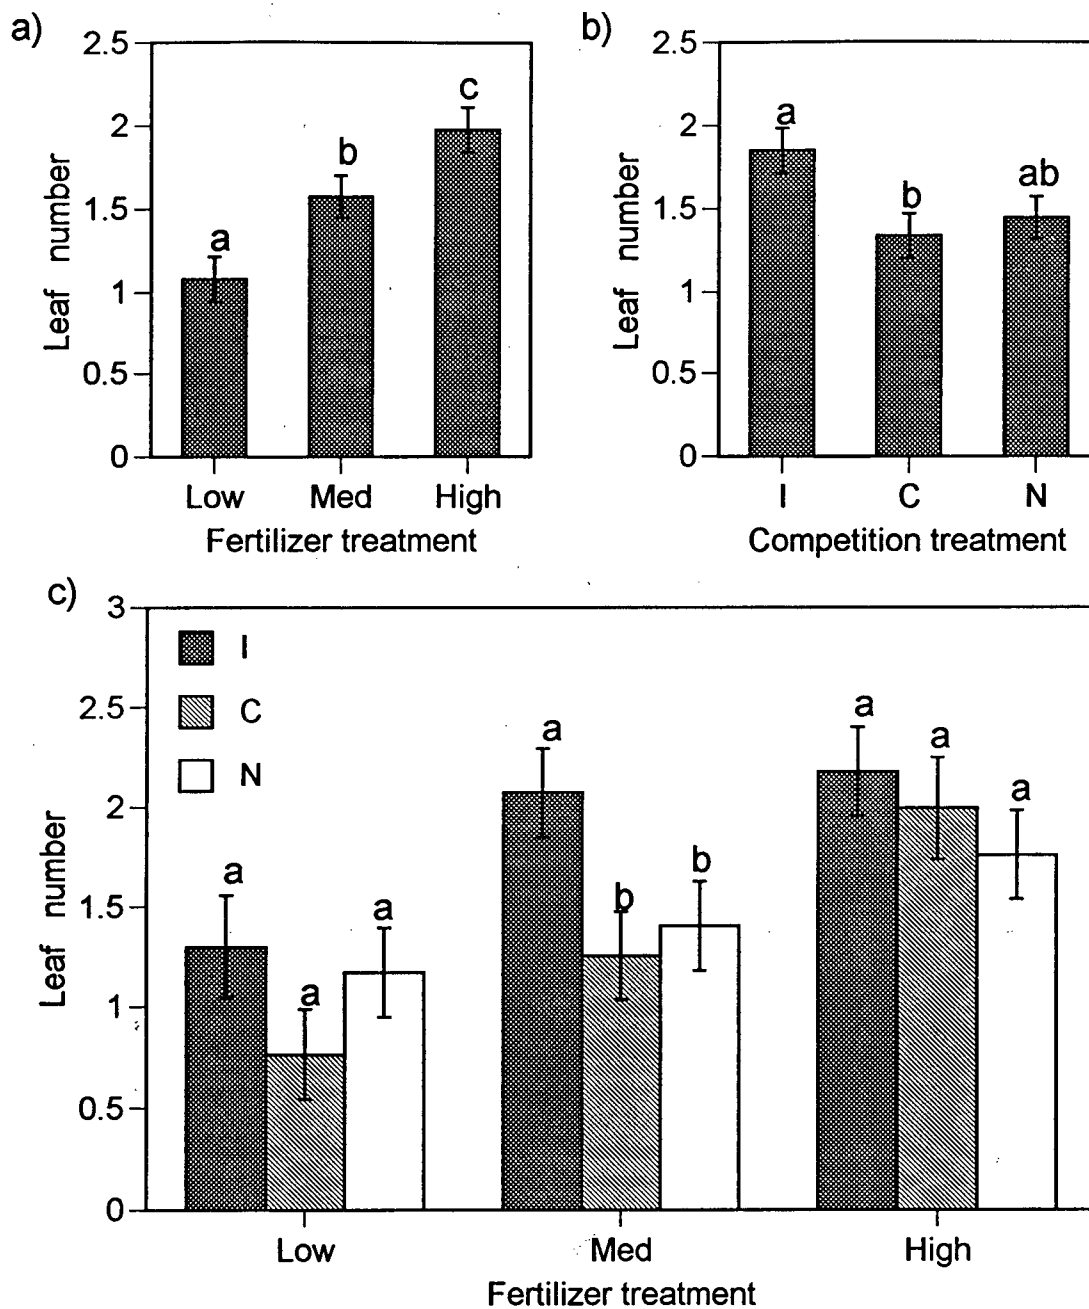 a)
2.5
2
1.5
1
0.5
0
Leaf number
a
b
c
Low Med High
Fertilizer treatment
b)
2.5
2
1.5
1
0.5
0
Leaf number
a
b
ab
I C N
Competition treatment
c)
3
2.5
2
1.5
1
0.5
0
Leaf number
I
C
N
a
a
a
a
b
b
a
a
a
Low Med High
Fertilizer treatment